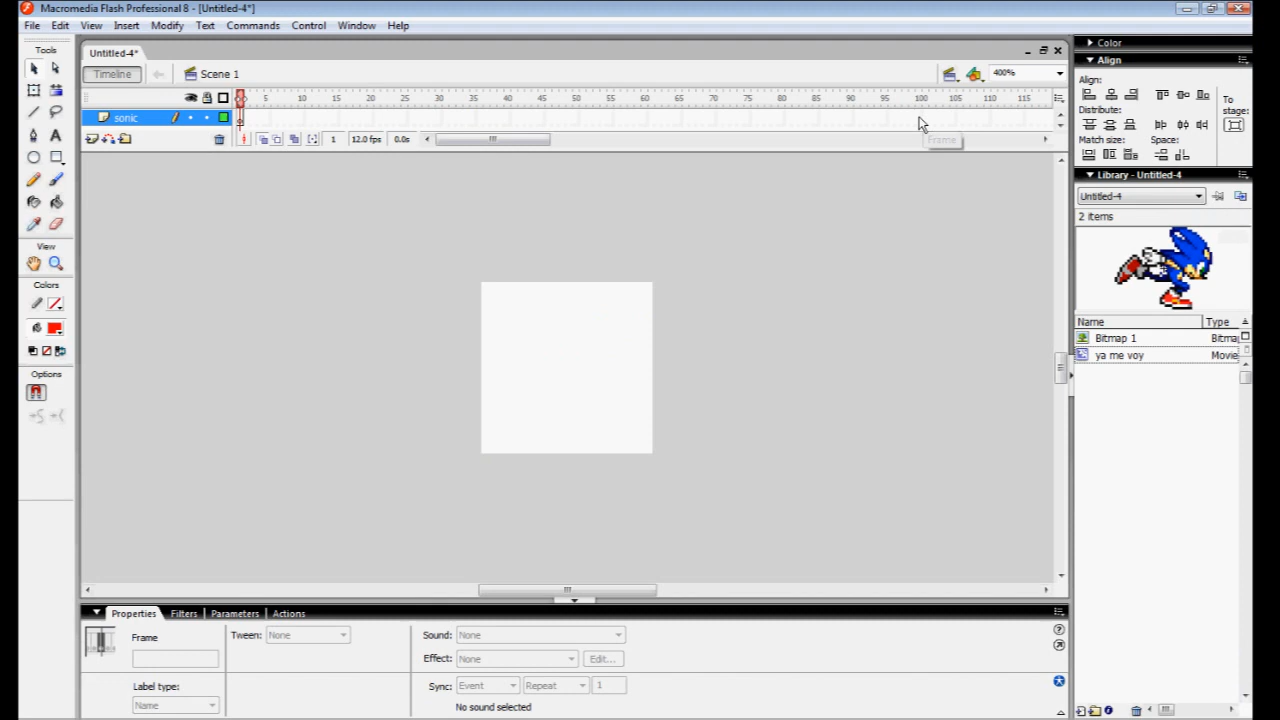 Macromedia Flash Professional 8 - [Untitled-4*]
File Edit View Insert Modify Text Commands Control Window Help
Tools
Untitled-4*
Timeline
Scene 1
400%
sonic
5 10 15 20 25 30 35 40 45 50 55 60 65 70 75 80 85 90 95 100 105 110 115
1 12.0 fps 0.0s
Frame
View
Colors
Options
Color
Align
Align:
Distribute:
To stage:
Match size: Space:
Library - Untitled-4
Untitled-4
2 items
Name Type
Bitmap 1 Bitma
ya me voy Movie
Properties Filters Parameters Actions
Frame
Tween: None
Sound: None
Effect: None Edit...
Label type:
Name
Sync: Event Repeat 1
No sound selected